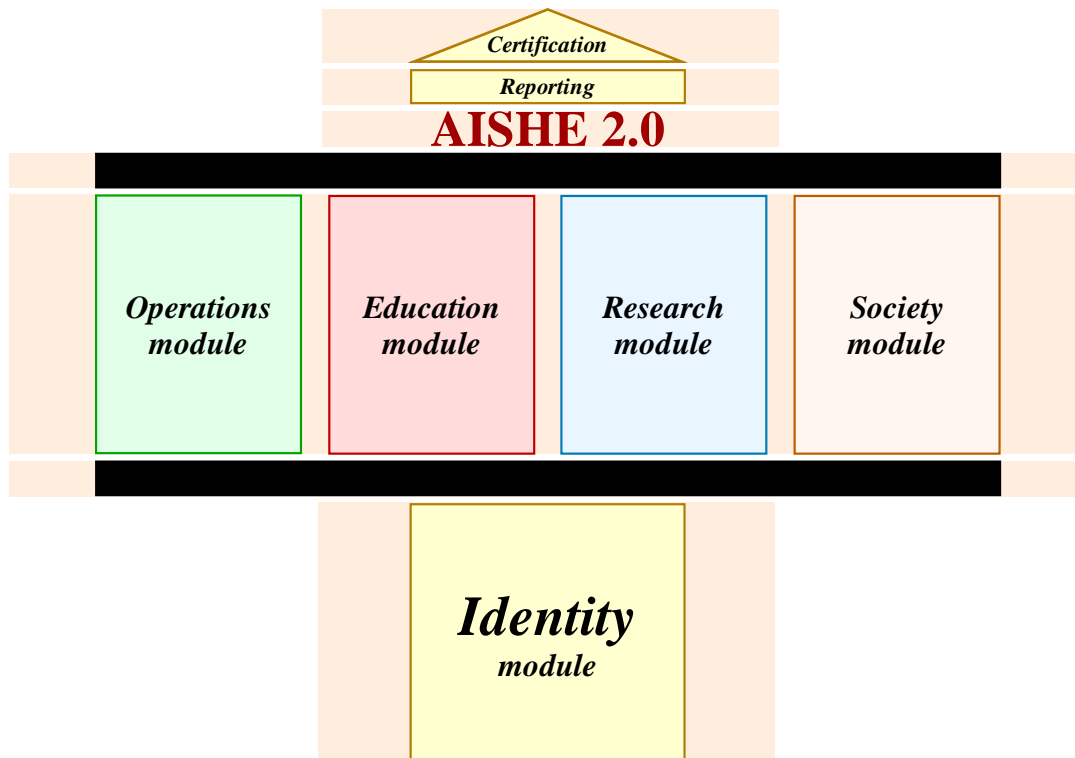 Certification
Reporting
AISHE 2.0
Operations
module
Education
module
Research
module
Society
module
Identity
module